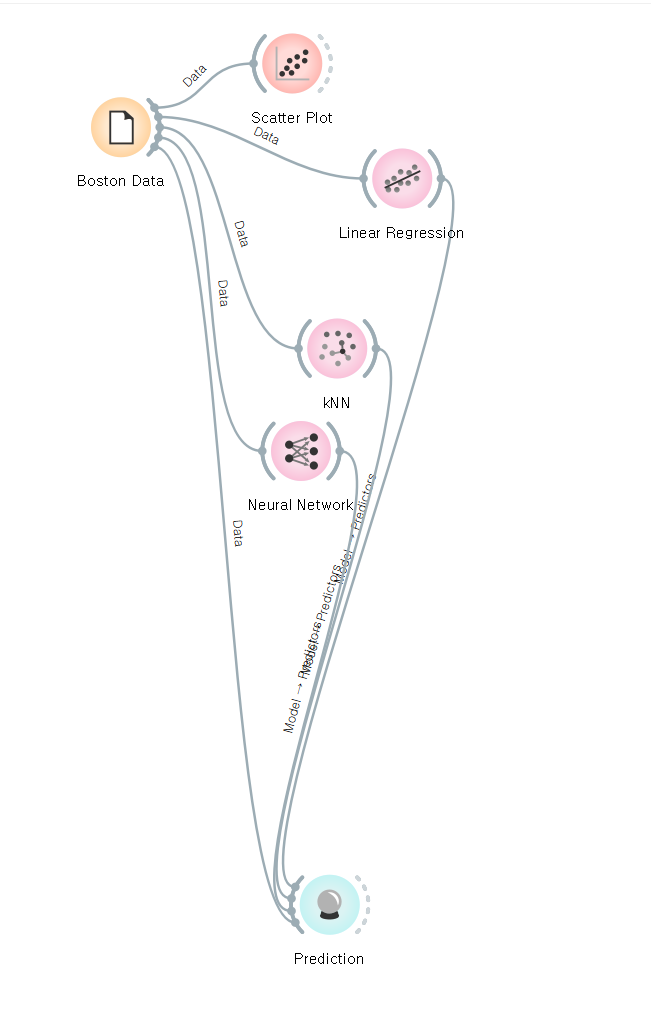 Data
Scatter Plot
Data
Boston Data
Linear Regression
Data
Data
kNN
Neural Network
Data
Model → Predictors
Model → Predictors
Model → Predictors
Prediction